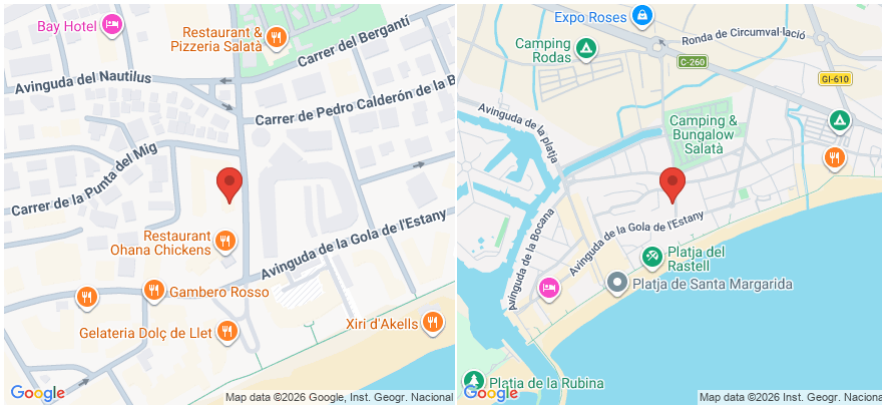 Bay Hotel
Restaurant &
Pizzeria Salatà
Carrer del Bergantí
Avinguda del Nautilus
Carrer de Pedro Calderón de la B
Carrer de la Punta del Mig
Restaurant
Ohana Chickens
Avinguda de la Gola de l'Estany
Gambero Rosso
Gelateria Dolç de Llet
Xiri d'Akells
Google
Map data ©2026 Google, Inst. Geogr. Nacional
Expo Roses
Ronda de Circumval·lació
Camping
Rodas
C-260
GI-610
Avinguda de la platja
Camping &
Bungalow
Salatà
Avinguda de la Bocana
Avinguda de la Gola de l'Estany
Platja del
Rastell
Platja de Santa Margarida
Platja de la Rubina
Google
Map data ©2026 Google, Inst. Geogr. Nacional